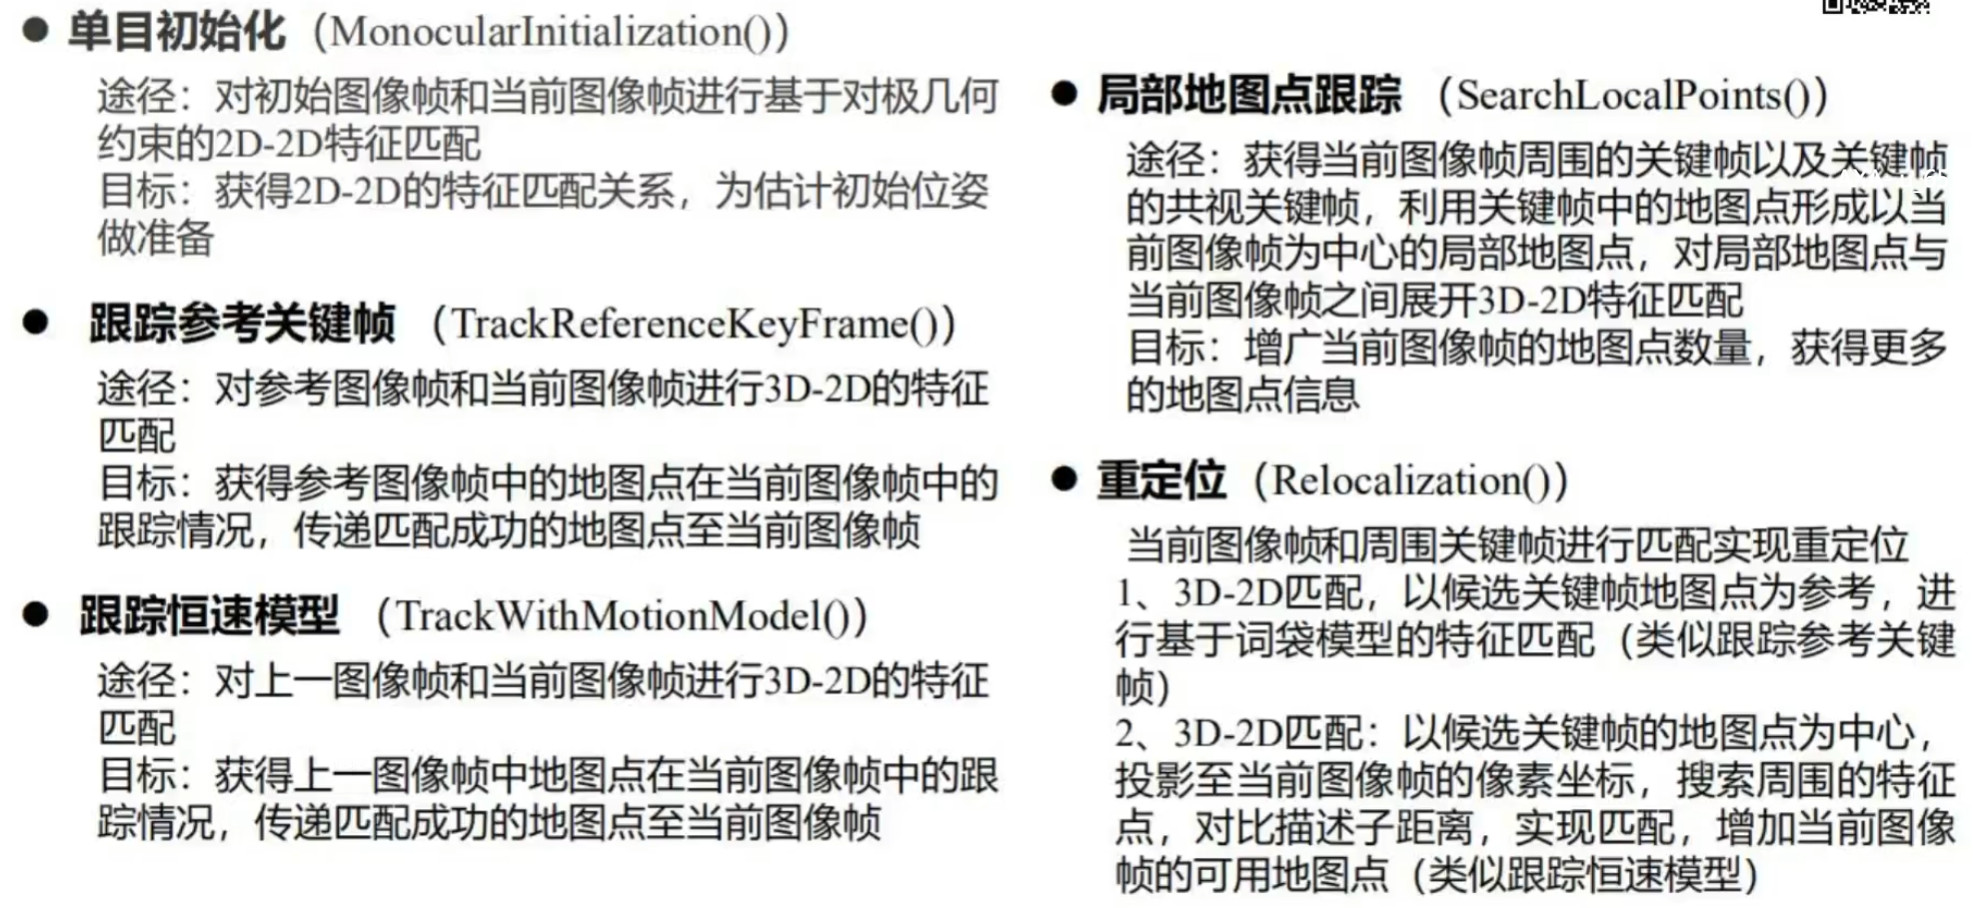 ● 单目初始化（MonocularInitialization()）
途径：对初始图像帧和当前图像帧进行基于对极几何
约束的2D-2D特征匹配
目标：获得2D-2D的特征匹配关系，为估计初始位姿
做准备
● 跟踪参考关键帧（TrackReferenceKeyFrame()）
途径：对参考图像帧和当前图像帧进行3D-2D的特征
匹配
目标：获得参考图像帧中的地图点在当前图像帧中的
跟踪情况，传递匹配成功的地图点至当前图像帧
● 跟踪恒速模型（TrackWithMotionModel()）
途径：对上一图像帧和当前图像帧进行3D-2D的特征
匹配
目标：获得上一图像帧中地图点在当前图像帧中的跟
踪情况，传递匹配成功的地图点至当前图像帧
● 局部地图点跟踪（SearchLocalPoints()）
途径：获得当前图像帧周围的关键帧以及关键帧
的共视关键帧，利用关键帧中的地图点形成以当
前图像帧为中心的局部地图点，对局部地图点与
当前图像帧之间展开3D-2D特征匹配
目标：增广当前图像帧的地图点数量，获得更多
的地图点信息
● 重定位（Relocalization()）
当前图像帧和周围关键帧进行匹配实现重定位
1、3D-2D匹配，以候选关键帧地图点为参考，进
行基于词袋模型的特征匹配（类似跟踪参考关键
帧）
2、3D-2D匹配：以候选关键帧的地图点为中心，
投影至当前图像帧的像素坐标，搜索周围的特征
点，对比描述子距离，实现匹配，增加当前图像
帧的可用地图点（类似跟踪恒速模型）